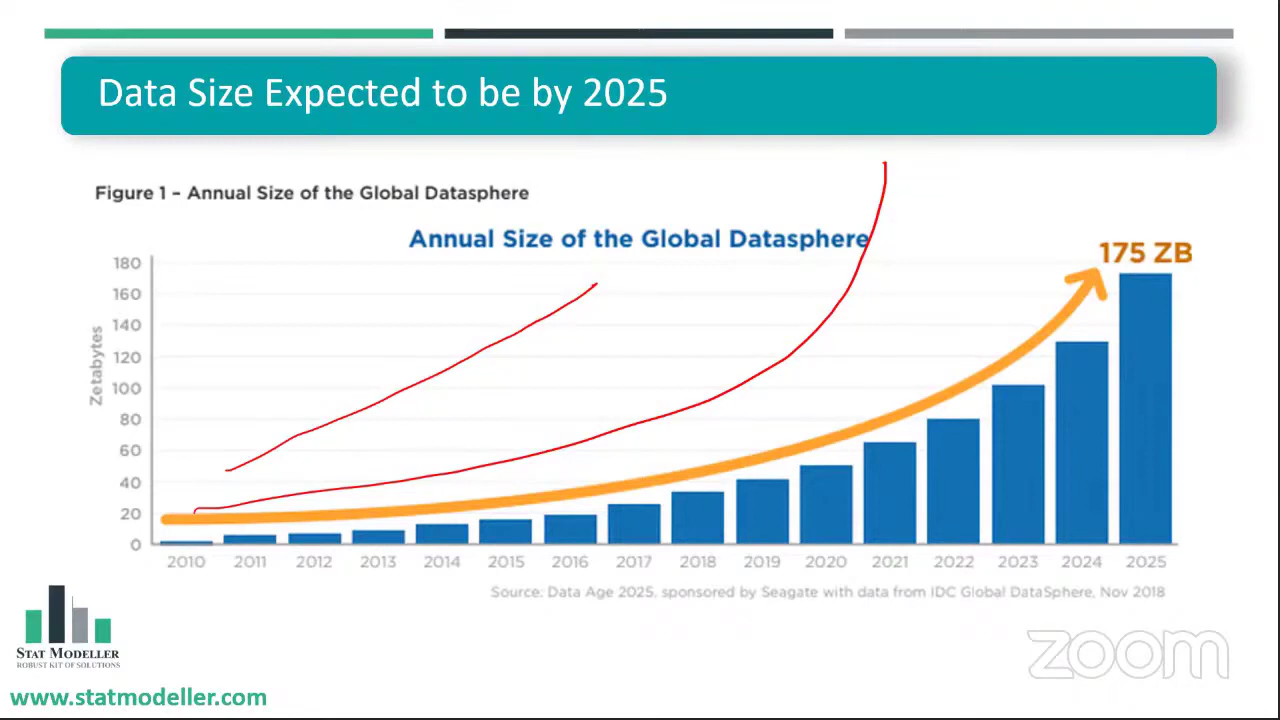 Data Size Expected to be by 2025
Figure 1 – Annual Size of the Global Datasphere
Annual Size of the Global Datasphere
175 ZB
Zetabytes
180
160
140
120
100
80
60
40
20
0
2010 2011 2012 2013 2014 2015 2016 2017 2018 2019 2020 2021 2022 2023 2024 2025
Source: Data Age 2025, sponsored by Seagate with data from IDC Global DataSphere, Nov 2018
STAT MODELLER
ROBUST KIT OF SOLUTIONS
www.statmodeller.com
zoom